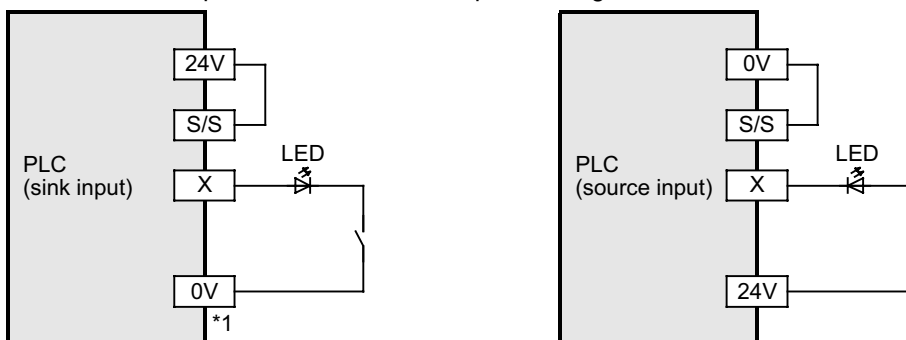 24V
S/S
LED
PLC
(sink input)
X
0V
*1
0V
S/S
LED
PLC
(source input)
X
24V